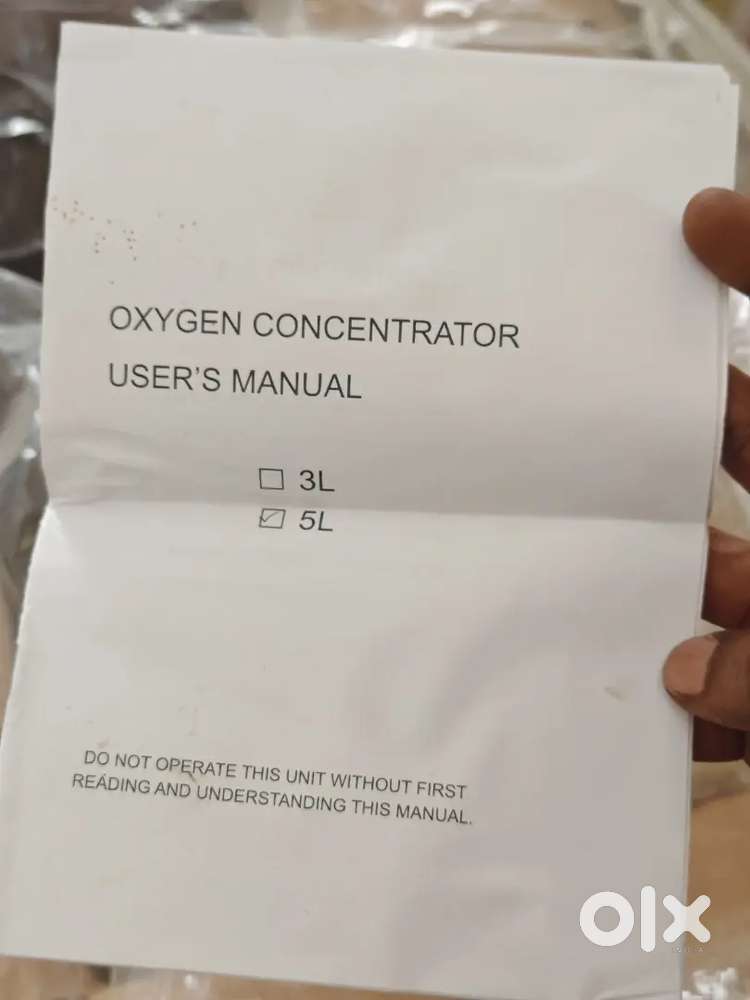 OXYGEN CONCENTRATOR
USER'S MANUAL
☐ 3L
☑ 5L
DO NOT OPERATE THIS UNIT WITHOUT FIRST
READING AND UNDERSTANDING THIS MANUAL.
olx
INDIA